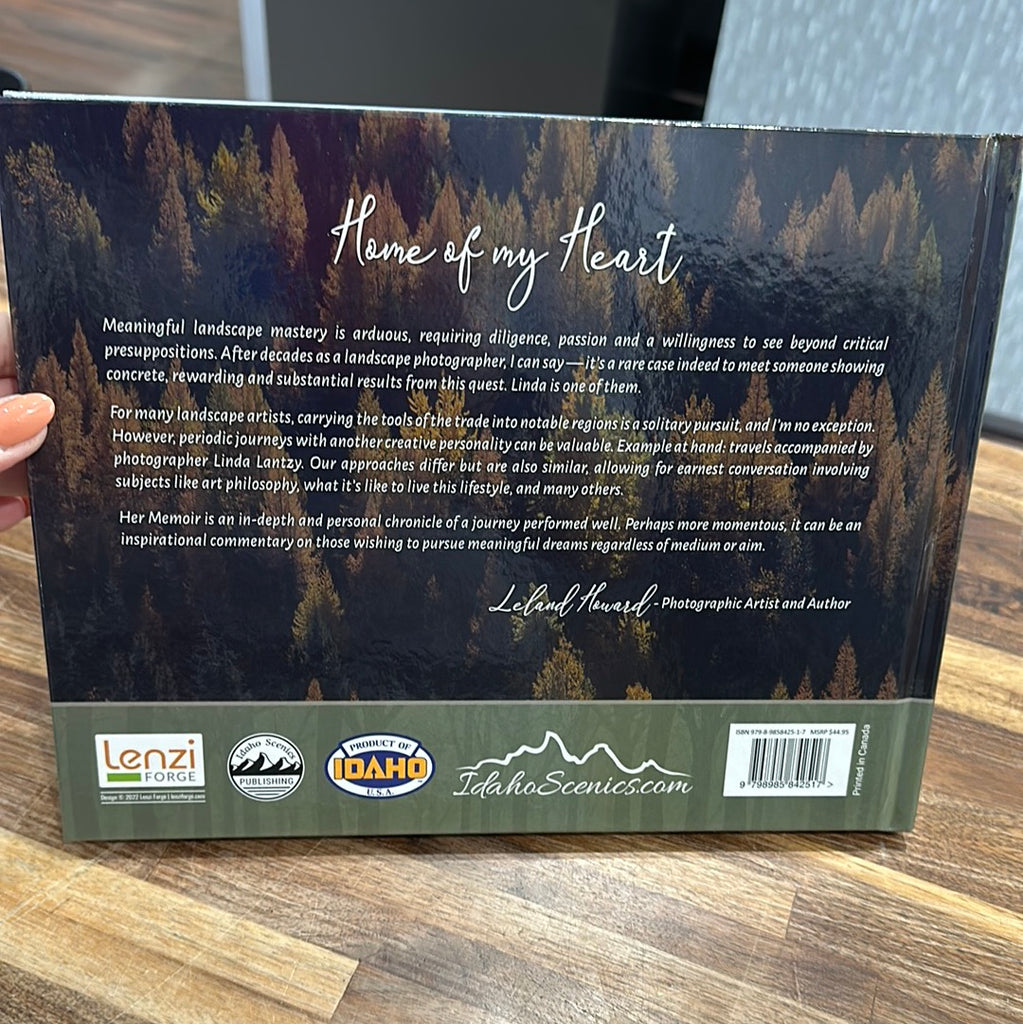 Home of my Heart
Meaningful landscape mastery is arduous, requiring diligence, passion and a willingness to see beyond critical
presuppositions. After decades as a landscape photographer, I can say—it's a rare case indeed to meet someone showing
concrete, rewarding and substantial results from this quest. Linda is one of them.
For many landscape artists, carrying the tools of the trade into notable regions is a solitary pursuit, and I'm no exception.
However, periodic journeys with another creative personality can be valuable. Example at hand: travels accompanied by
photographer Linda Lantzy. Our approaches differ but are also similar, allowing for earnest conversation involving
subjects like art philosophy, what it's like to live this lifestyle, and many others.
Her Memoir is an in-depth and personal chronicle of a journey performed well. Perhaps more momentous, it can be an
inspirational commentary on those wishing to pursue meaningful dreams regardless of medium or aim.
Leland Howard - Photographic Artist and Author
Lenzi
FORGE
Design © 2022 Lenzi Forge | lenziforge.com
Idaho Scenics
PUBLISHING
PRODUCT OF
IDAHO
U.S.A.
IdahoScenics.com
ISBN 979-8-9858425-1-7 MSRP $44.95
9 798985 842517 >
Printed in Canada